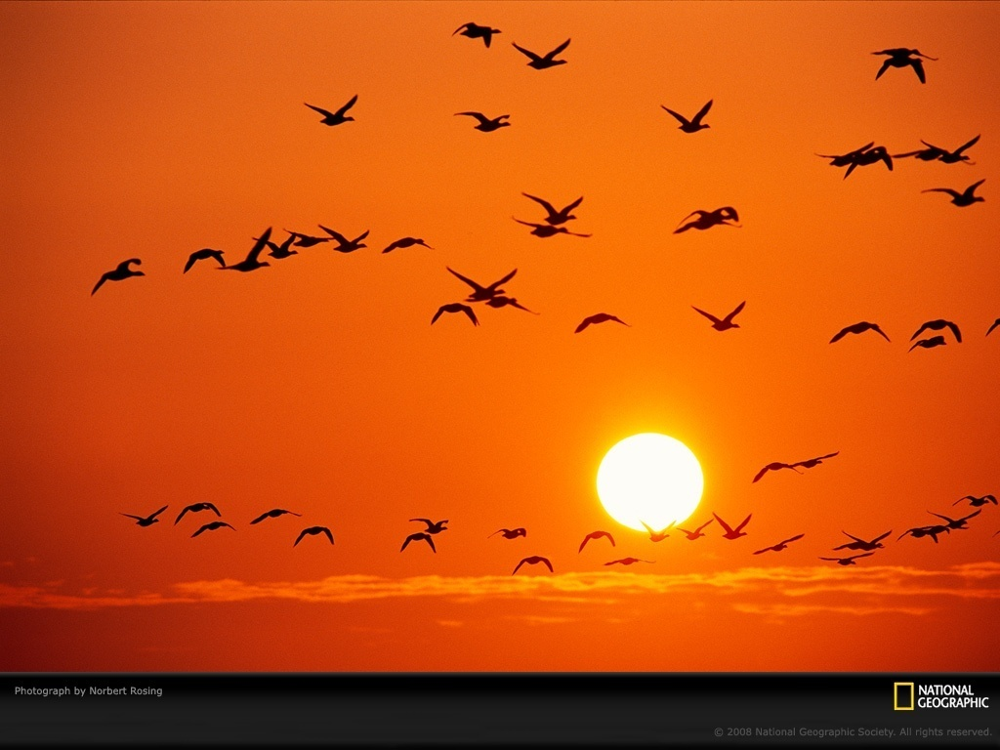 Photograph by Norbert Rosing
NATIONAL
GEOGRAPHIC
© 2008 National Geographic Society. All rights reserved.